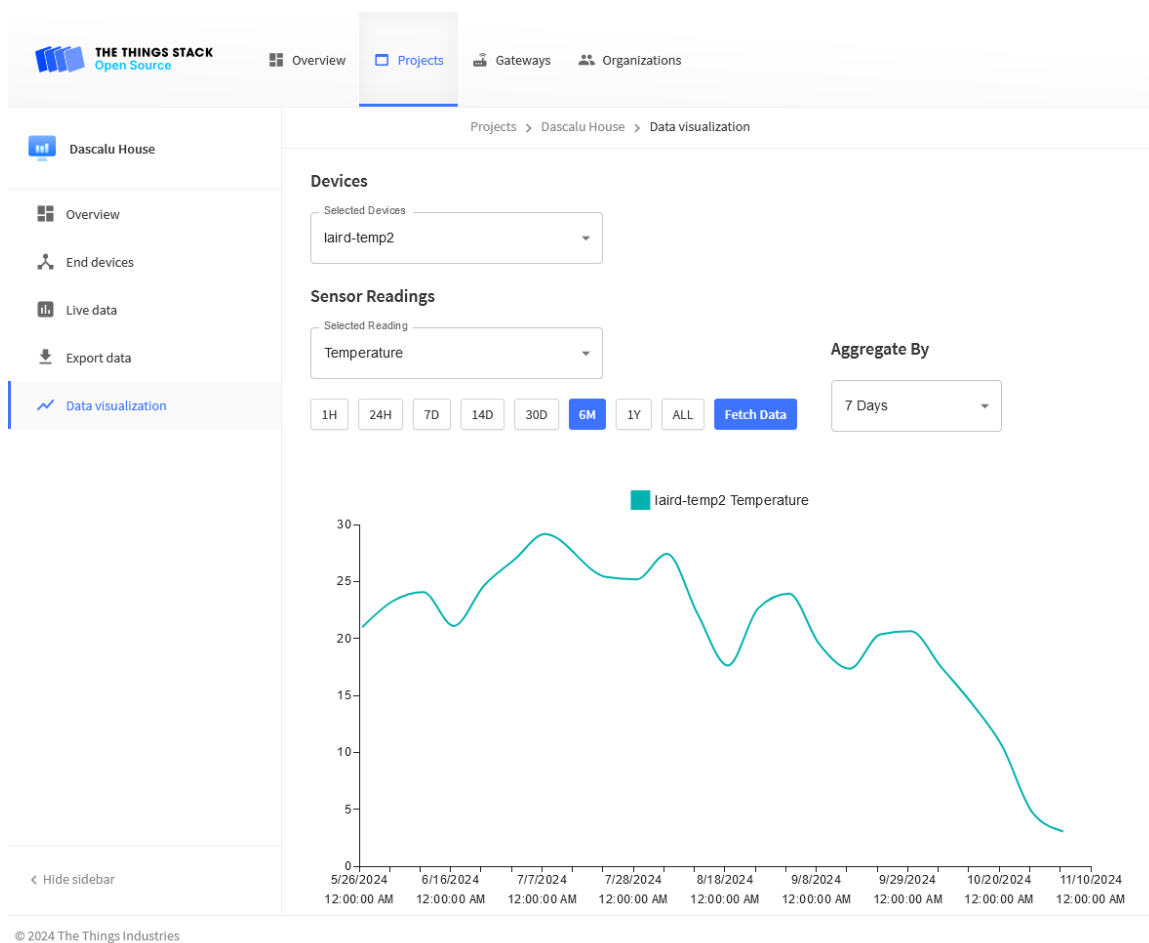 THE THINGS STACK
Open Source
Overview
Projects
Gateways
Organizations
Dascalu House
Projects > Dascalu House > Data visualization
Overview
End devices
Live data
Export data
Data visualization
Devices
Selected Devices
laird-temp2
Sensor Readings
Selected Reading
Temperature
Aggregate By
7 Days
1H 24H 7D 14D 30D 6M 1Y ALL Fetch Data
laird-temp2 Temperature
30
25
20
15
10
5
0
5/26/2024 6/16/2024 7/7/2024 7/28/2024 8/18/2024 9/8/2024 9/29/2024 10/20/2024 11/10/2024
12:00:00 AM 12:00:00 AM 12:00:00 AM 12:00:00 AM 12:00:00 AM 12:00:00 AM 12:00:00 AM 12:00:00 AM 12:00:00 AM
< Hide sidebar
© 2024 The Things Industries